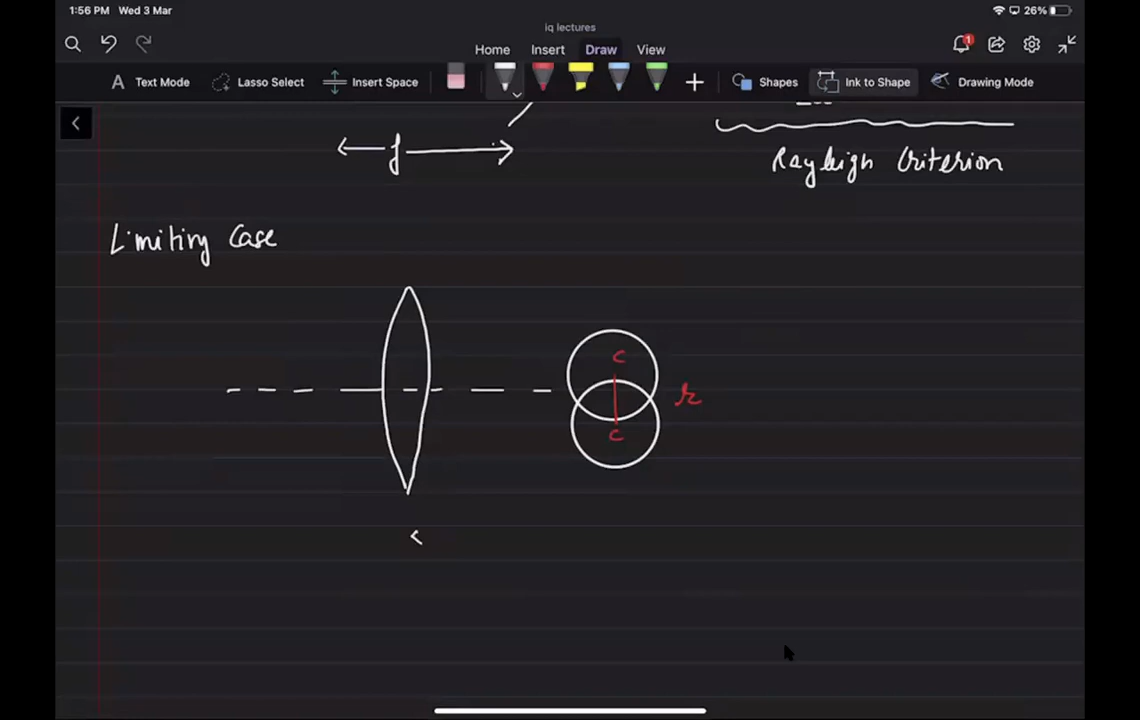 1:56 PM Wed 3 Mar
26%
iq lectures
Home Insert Draw View
1
Text Mode Lasso Select Insert Space Shapes Ink to Shape Drawing Mode
f
Rayleigh Criterion
Limiting Case
c
r
c